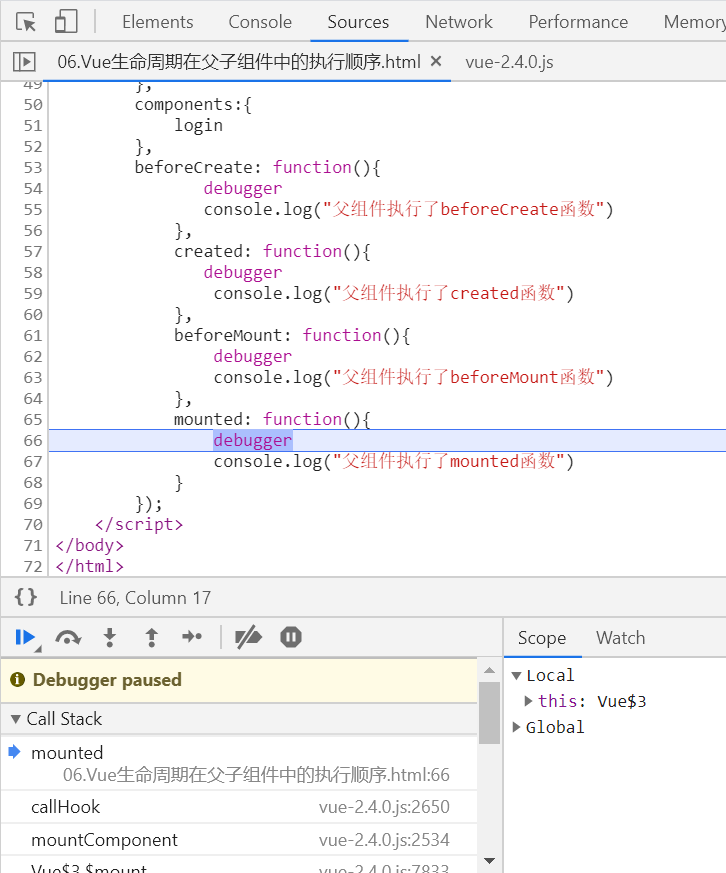 Elements Console Sources Network Performance Memory
06.Vue生命周期在父子组件中的执行顺序.html × vue-2.4.0.js
49 },
50 components:{
51 login
52 },
53 beforeCreate: function(){
54 debugger
55 console.log("父组件执行了beforeCreate函数")
56 },
57 created: function(){
58 debugger
59 console.log("父组件执行了created函数")
60 },
61 beforeMount: function(){
62 debugger
63 console.log("父组件执行了beforeMount函数")
64 },
65 mounted: function(){
66 debugger
67 console.log("父组件执行了mounted函数")
68 }
69 });
70 </script>
71 </body>
72 </html>
{} Line 66, Column 17
Scope Watch
Debugger paused
Call Stack
mounted
06.Vue生命周期在父子组件中的执行顺序.html:66
callHook vue-2.4.0.js:2650
mountComponent vue-2.4.0.js:2534
Vue$3.$mount vue-2.4.0.js:7833
Local
this: Vue$3
Global